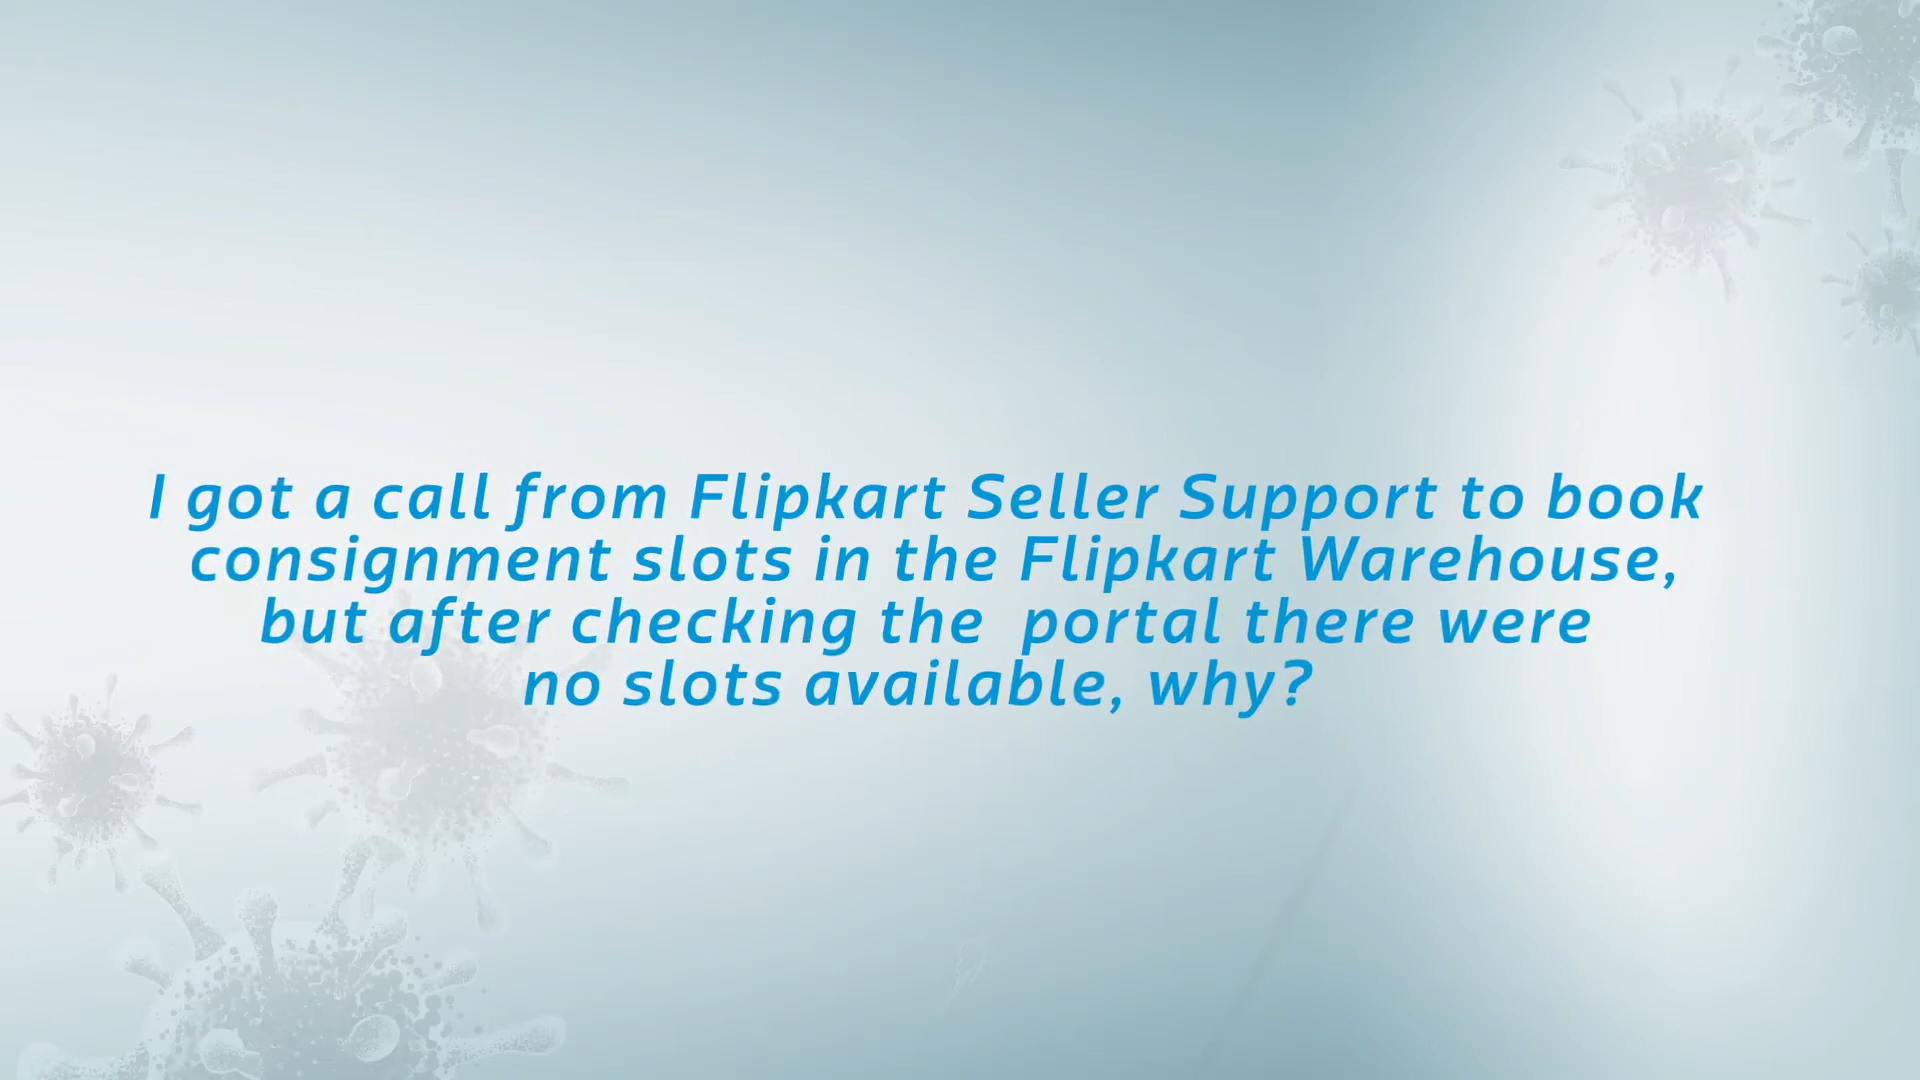 I got a call from Flipkart Seller Support to book
consignment slots in the Flipkart Warehouse,
but after checking the  portal there were
no slots available, why?